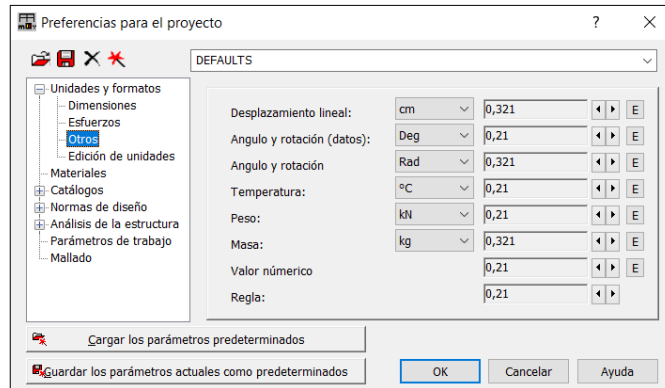 Preferencias para el proyecto
DEFAULTS
Unidades y formatos
Dimensiones
Esfuerzos
Otros
Edición de unidades
Materiales
Catálogos
Normas de diseño
Análisis de la estructura
Parámetros de trabajo
Mallado
Desplazamiento lineal: cm 0,321 E
Angulo y rotación (datos): Deg 0,21 E
Angulo y rotación Rad 0,321 E
Temperatura: ºC 0,21 E
Peso: kN 0,21 E
Masa: kg 0,321 E
Valor númerico 0,21 E
Regla: 0,21
Cargar los parámetros predeterminados
Guardar los parámetros actuales como predeterminados
OK Cancelar Ayuda